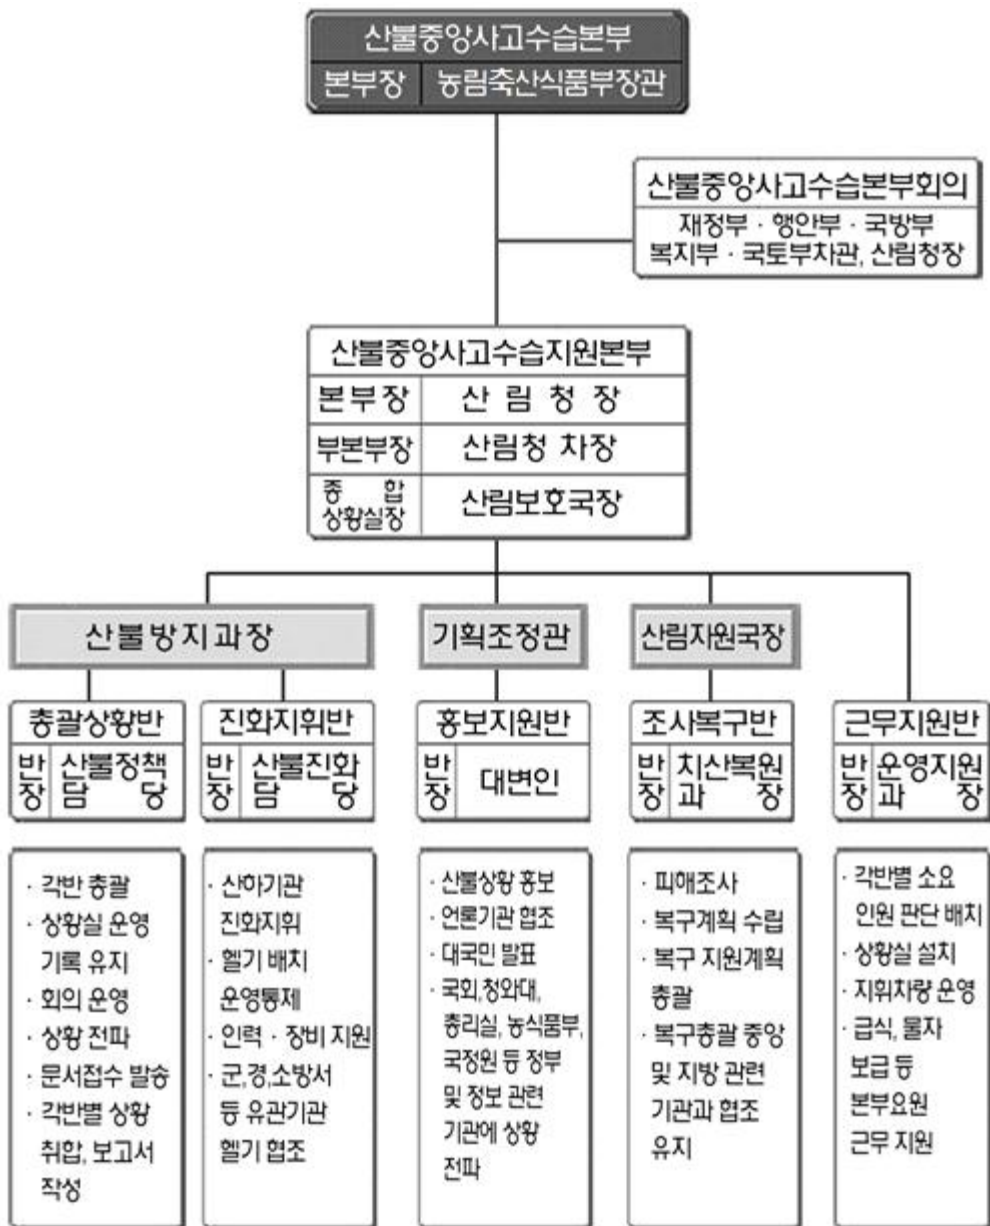 산불중앙사고수습본부
본부장 농림축산식품부장관
산불중앙사고수습본부회의
재정부 · 행안부 · 국방부
복지부 · 국토부차관, 산림청장
산불중앙사고수습지원본부
본부장 산림청장
부본부장 산림청 차장
종합
상황실장 산림보호국장
산불방지과장
기획조정관
산림자원국장
총괄상황반
반장 산불정책담당
진화지휘반
반장 산불진화담당
홍보지원반
반장 대변인
조사복구반
반장 치산복원과장
근무지원반
반장 운영지원과장
· 각반 총괄
· 상황실 운영
기록 유지
· 회의 운영
· 상황 전파
· 문서접수 발송
· 각반별 상황
취합, 보고서
작성
· 산하기관
진화지휘
· 헬기 배치
운영통제
· 인력 · 장비 지원
· 군,경,소방서
등 유관기관
헬기 협조
· 산불상황 홍보
· 언론기관 협조
· 대국민 발표
· 국회,청와대,
총리실, 농식품부,
국정원 등 정부
및 정보 관련
기관에 상황
전파
· 피해조사
· 복구계획 수립
· 복구 지원계획
총괄
· 복구총괄 중앙
및 지방 관련
기관과 협조
유지
· 각반별 소요
인원 판단 배치
· 상황실 설치
· 지휘차량 운영
· 급식, 물자
보급 등
본부요원
근무 지원